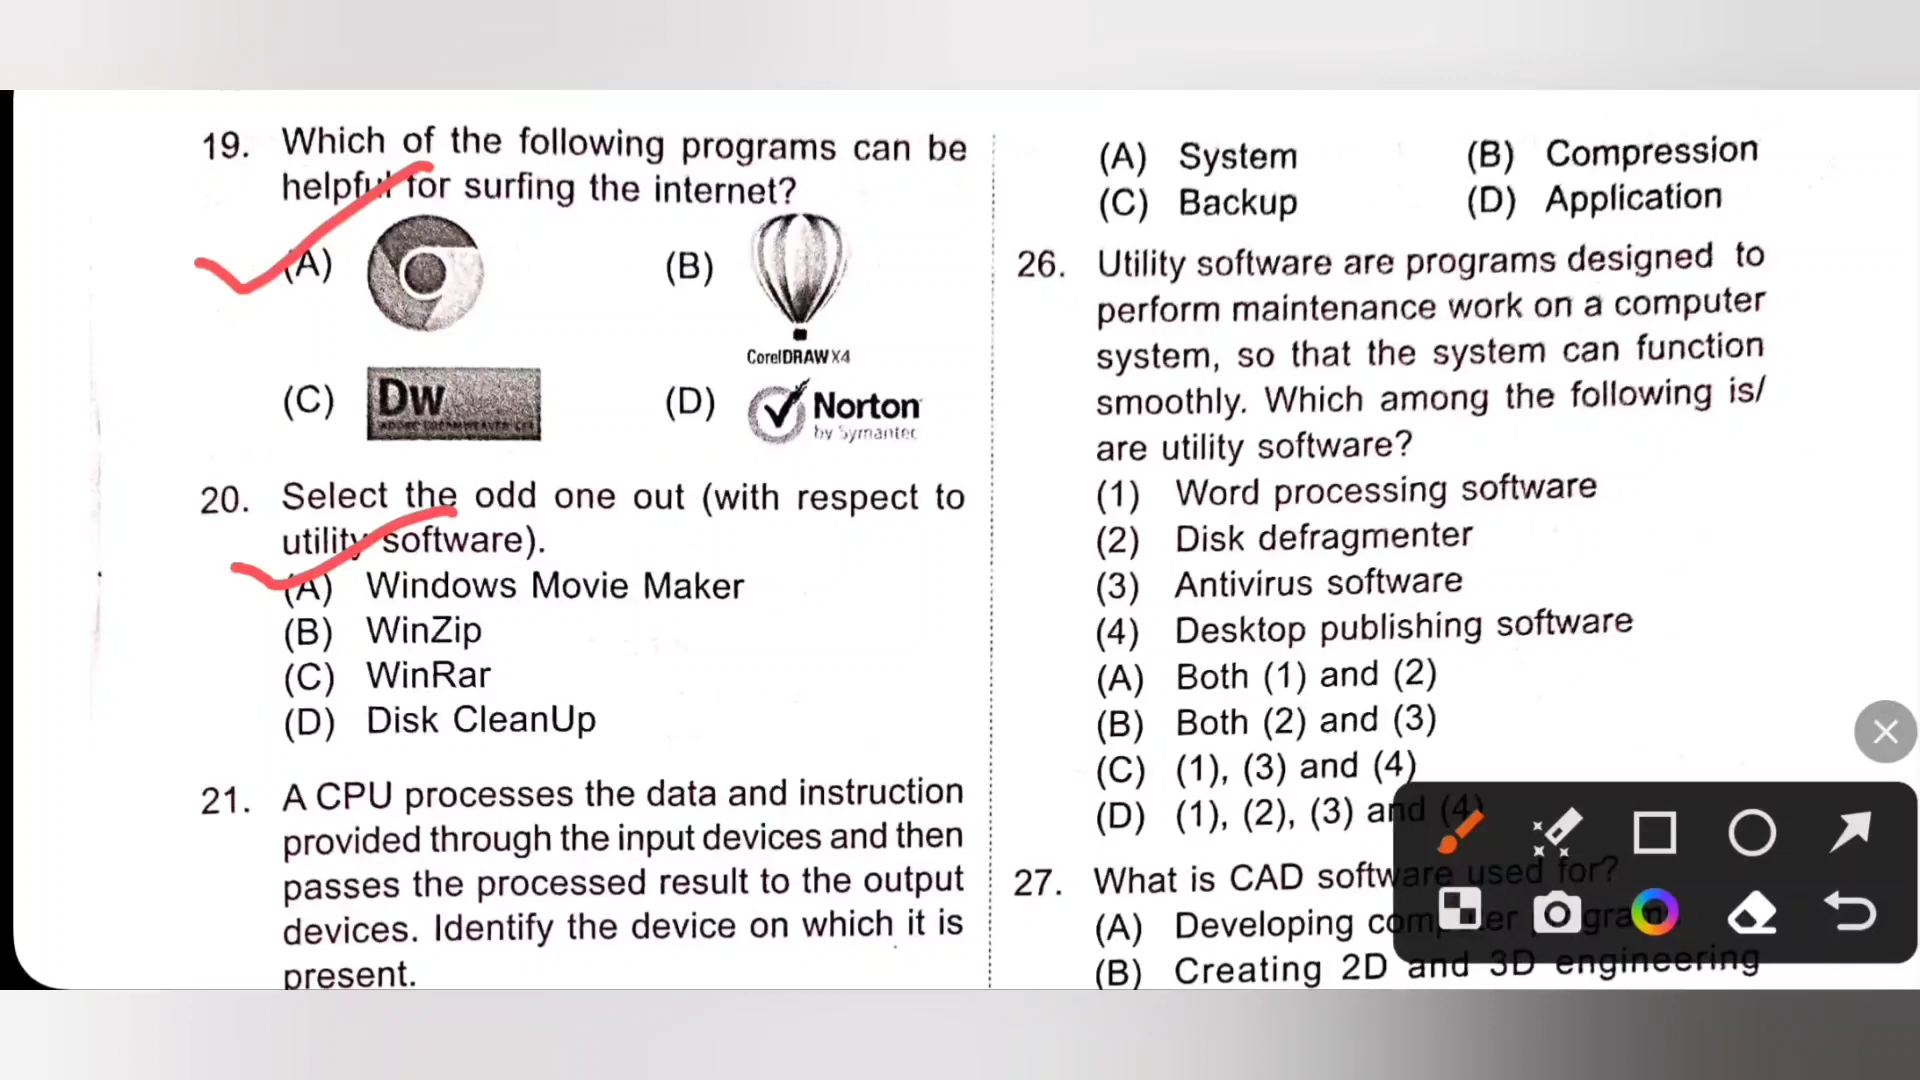 19. Which of the following programs can be
helpful for surfing the internet?
(A)
(B)
CorelDRAW X4
(C) Dw
ADOBE DREAMWEAVER CS4
(D) Norton
by Symantec
20. Select the odd one out (with respect to
utility software).
(A) Windows Movie Maker
(B) WinZip
(C) WinRar
(D) Disk CleanUp
21. A CPU processes the data and instruction
provided through the input devices and then
passes the processed result to the output
devices. Identify the device on which it is
present.
(A) System (B) Compression
(C) Backup (D) Application
26. Utility software are programs designed to
perform maintenance work on a computer
system, so that the system can function
smoothly. Which among the following is/
are utility software?
(1) Word processing software
(2) Disk defragmenter
(3) Antivirus software
(4) Desktop publishing software
(A) Both (1) and (2)
(B) Both (2) and (3)
(C) (1), (3) and (4)
(D) (1), (2), (3) and (4)
27. What is CAD software used for?
(A) Developing computer program
(B) Creating 2D and 3D engineering